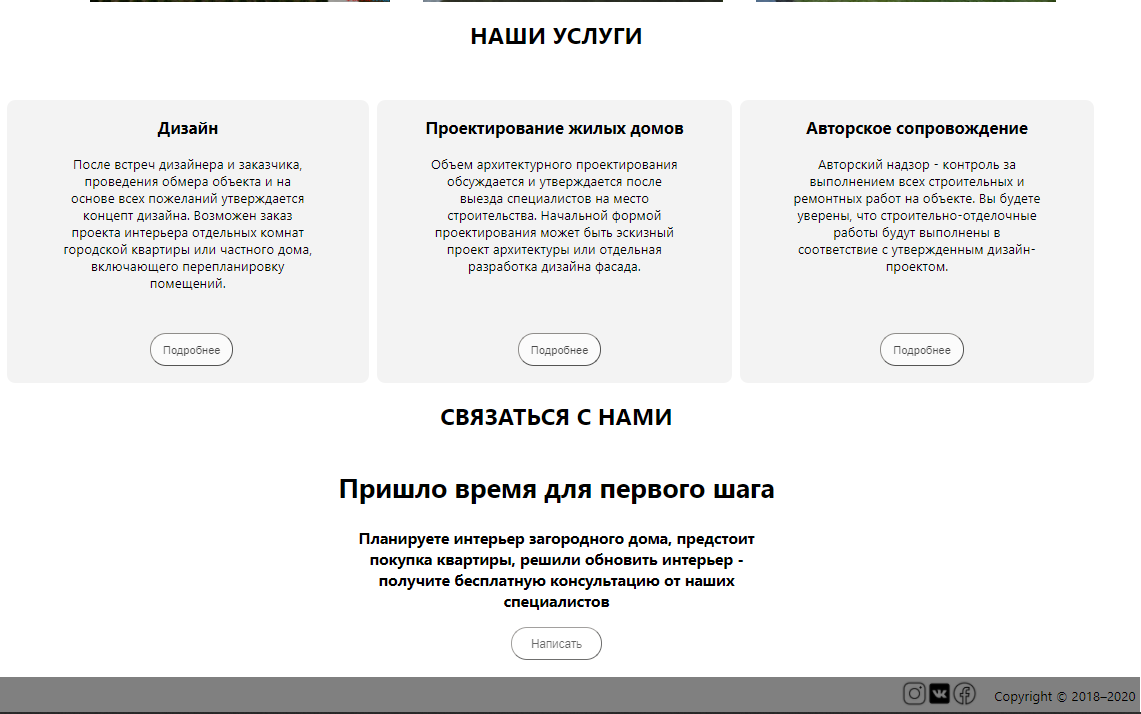 НАШИ УСЛУГИ
Дизайн
После встреч дизайнера и заказчика,
проведения обмера объекта и на
основе всех пожеланий утверждается
концепт дизайна. Возможен заказ
проекта интерьера отдельных комнат
городской квартиры или частного дома,
включающего перепланировку
помещений.
Подробнее
Проектирование жилых домов
Объем архитектурного проектирования
обсуждается и утверждается после
выезда специалистов на место
строительства. Начальной формой
проектирования может быть эскизный
проект архитектуры или отдельная
разработка дизайна фасада.
Подробнее
Авторское сопровождение
Авторский надзор - контроль за
выполнением всех строительных и
ремонтных работ на объекте. Вы будете
уверены, что строительно-отделочные
работы будут выполнены в
соответствие с утвержденным дизайн-
проектом.
Подробнее
СВЯЗАТЬСЯ С НАМИ
Пришло время для первого шага
Планируете интерьер загородного дома, предстоит
покупка квартиры, решили обновить интерьер -
получите бесплатную консультацию от наших
специалистов
Написать
Copyright © 2018–2020